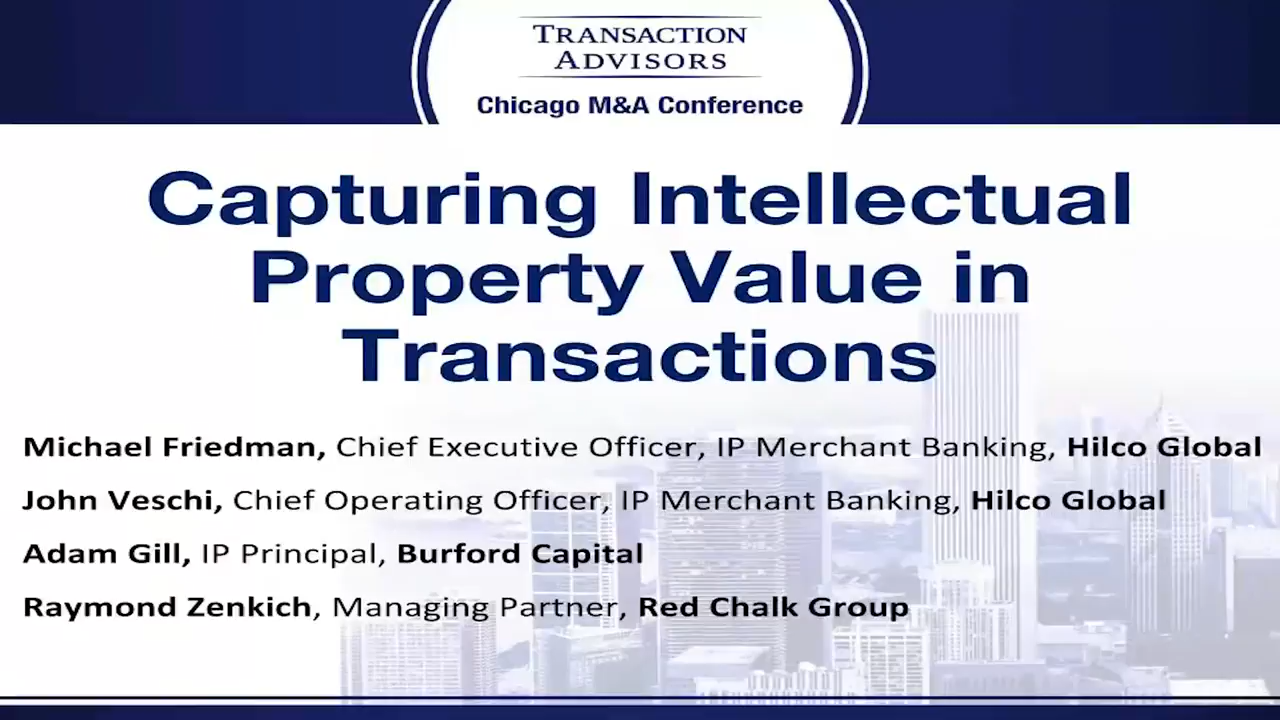 TRANSACTION
ADVISORS
Chicago M&A Conference
Capturing Intellectual
Property Value in
Transactions
Michael Friedman, Chief Executive Officer, IP Merchant Banking, Hilco Global
John Veschi, Chief Operating Officer, IP Merchant Banking, Hilco Global
Adam Gill, IP Principal, Burford Capital
Raymond Zenkich, Managing Partner, Red Chalk Group